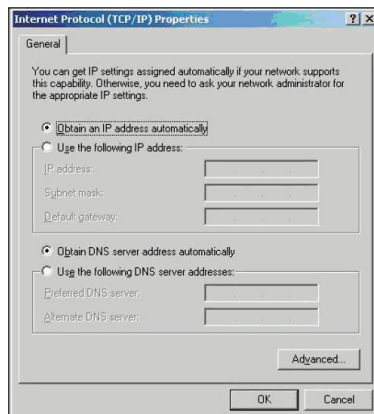 Internet Protocol (TCP/IP) Properties
General
You can get IP settings assigned automatically if your network supports
this capability. Otherwise, you need to ask your network administrator for
the appropriate IP settings.
Obtain an IP address automatically
Use the following IP address:
IP address:
Subnet mask:
Default gateway:
Obtain DNS server address automatically
Use the following DNS server addresses:
Preferred DNS server:
Alternate DNS server:
Advanced...
OK Cancel